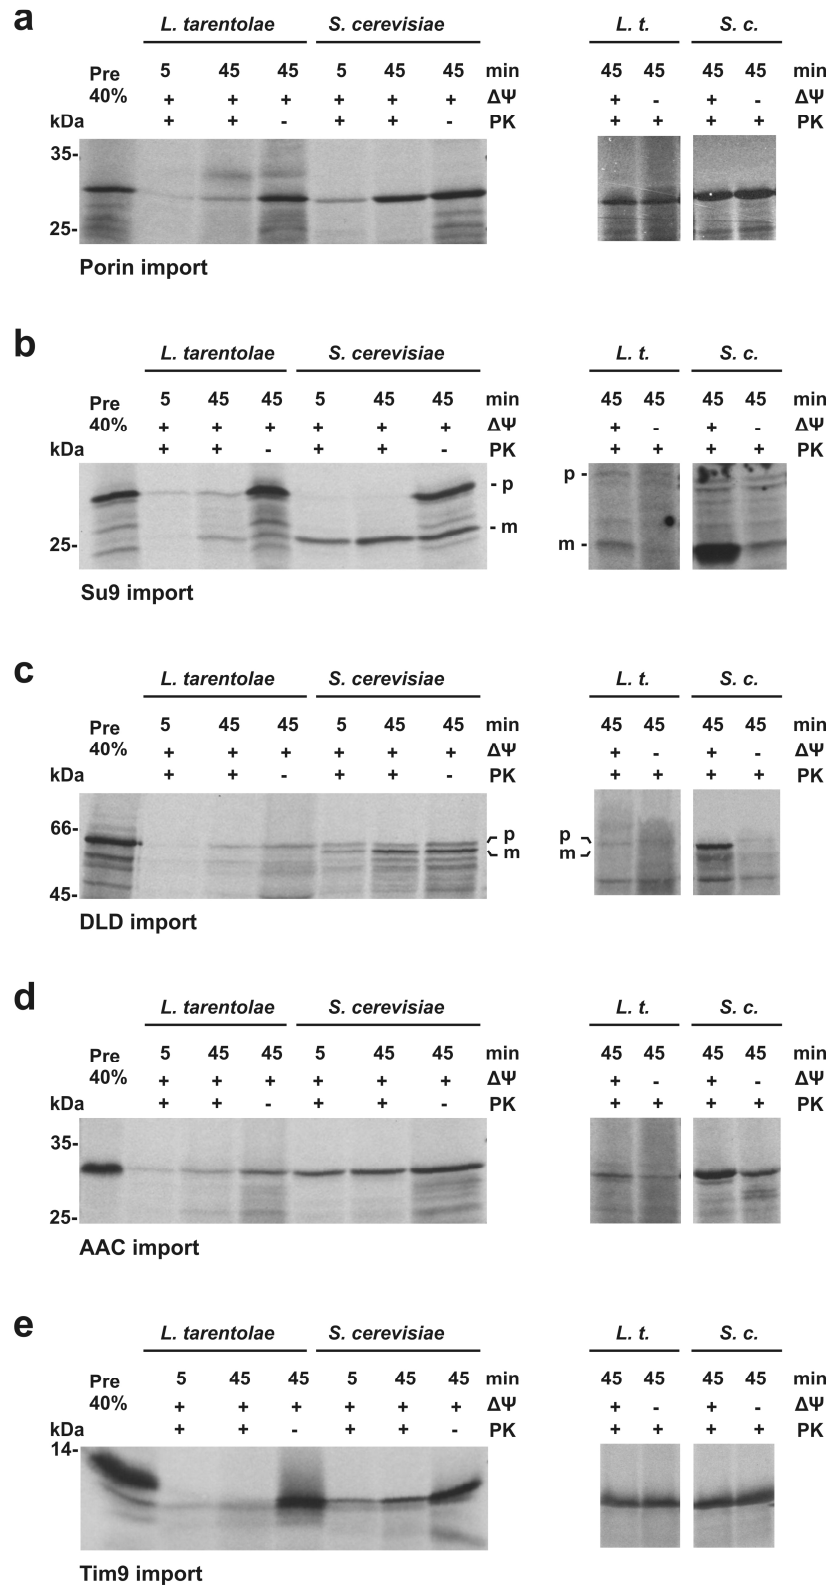 a
L. tarentolae S. cerevisiae L. t. S. c.
Pre 5 45 45 5 45 45 min 45 45 45 45 min
40% + + + + + + ΔΨ + - + - ΔΨ
kDa + + - + + - PK + + + + PK
35-
25-
Porin import
b
L. tarentolae S. cerevisiae L. t. S. c.
Pre 5 45 45 5 45 45 min 45 45 45 45 min
40% + + + + + + ΔΨ + - + - ΔΨ
kDa + + - + + - PK + + + + PK
- p p -
- m
25- m -
Su9 import
c
L. tarentolae S. cerevisiae L. t. S. c.
Pre 5 45 45 5 45 45 min 45 45 45 45 min
40% + + + + + + ΔΨ + - + - ΔΨ
kDa + + - + + - PK + + + + PK
66-
p p
m m
45-
DLD import
d
L. tarentolae S. cerevisiae L. t. S. c.
Pre 5 45 45 5 45 45 min 45 45 45 45 min
40% + + + + + + ΔΨ + - + - ΔΨ
kDa + + - + + - PK + + + + PK
35-
25-
AAC import
e
L. tarentolae S. cerevisiae L. t. S. c.
Pre 5 45 45 5 45 45 min 45 45 45 45 min
40% + + + + + + ΔΨ + - + - ΔΨ
kDa + + - + + - PK + + + + PK
14-
Tim9 import